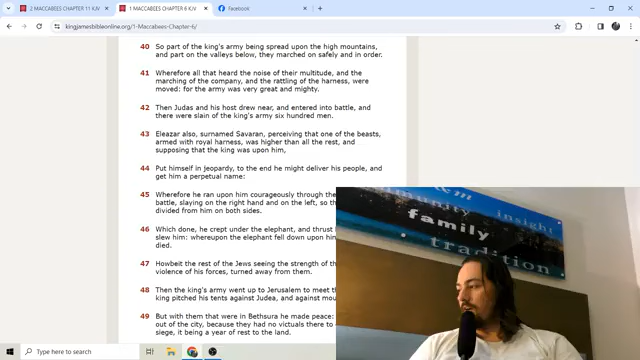 2 MACCABEES CHAPTER 11 KJV
1 MACCABEES CHAPTER 6 KJV
Facebook
kingjamesbibleonline.org/1-Maccabees-Chapter-6/
40 So part of the king's army being spread upon the high mountains,
and part on the valleys below, they marched on safely and in order.
41 Wherefore all that heard the noise of their multitude, and the
marching of the company, and the rattling of the harness, were
moved: for the army was very great and mighty.
42 Then Judas and his host drew near, and entered into battle, and
there were slain of the king's army six hundred men.
43 Eleazar also, surnamed Savaran, perceiving that one of the beasts,
armed with royal harness, was higher than all the rest, and
supposing that the king was upon him,
44 Put himself in jeopardy, to the end he might deliver his people, and
get him a perpetual name:
45 Wherefore he ran upon him courageously through the
battle, slaying on the right hand and on the left, so th
divided from him on both sides.
46 Which done, he crept under the elephant, and thrust
slew him: whereupon the elephant fell down upon him
died.
47 Howbeit the rest of the Jews seeing the strength of th
violence of his forces, turned away from them.
48 Then the king's army went up to Jerusalem to meet th
king pitched his tents against Judea, and against mou
49 But with them that were in Bethsura he made peace:
out of the city, because they had no victuals there to
siege, it being a year of rest to the land.
insight
community
family
tradition
Type here to search